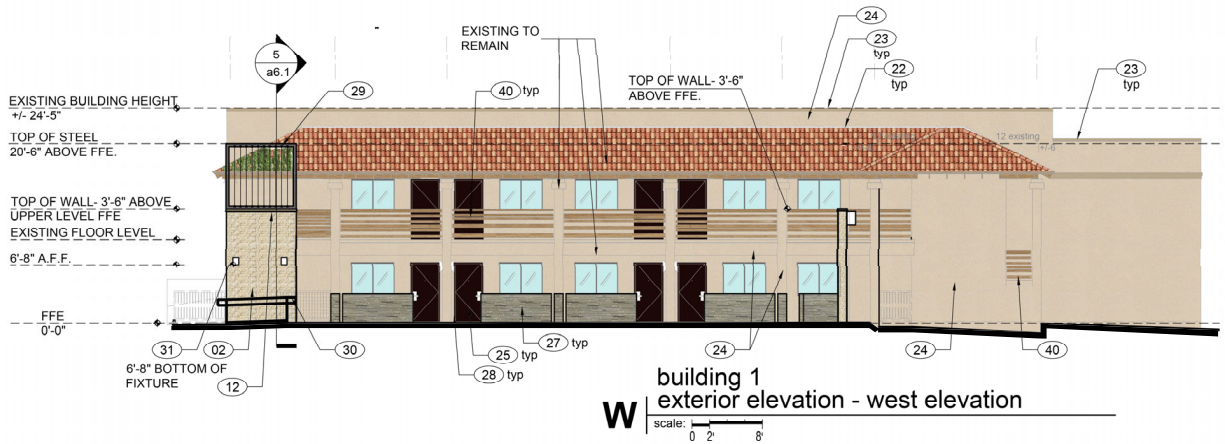 24
EXISTING TO
REMAIN
23
typ
5
a6.1
22
typ
23
typ
TOP OF WALL- 3'-6"
ABOVE FFE.
29
40 typ
EXISTING BUILDING HEIGHT
+/- 24'-5"
TOP OF STEEL
20'-6" ABOVE FFE.
12 existing
+/-6
TOP OF WALL- 3'-6" ABOVE
UPPER LEVEL FFE
EXISTING FLOOR LEVEL
6'-8" A.F.F.
FFE
0'-0"
31
02
30
27 typ
25 typ
28 typ
24
24
40
6'-8" BOTTOM OF
FIXTURE
12
building 1
exterior elevation - west elevation
W
scale:
0 2' 8'